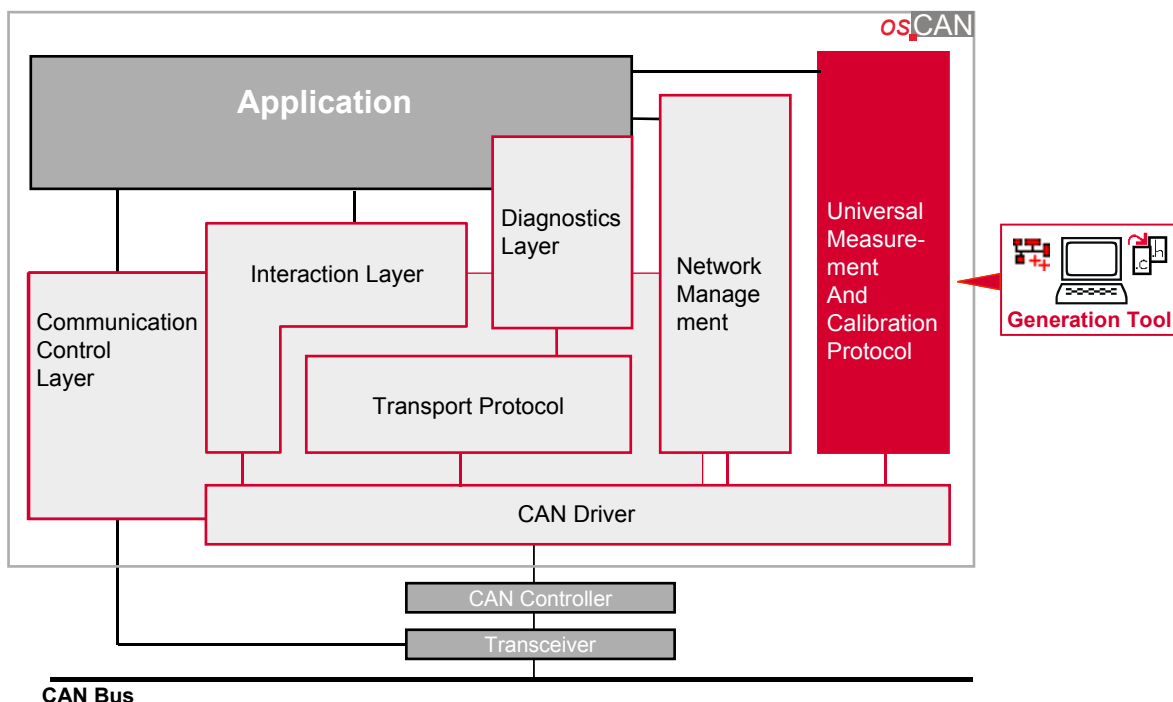 osCAN
Application
Diagnostics
Layer
Interaction Layer
Network
Manage
ment
Universal
Measure-
ment
And
Calibration
Protocol
Communication
Control
Layer
Transport Protocol
.c
.h
Generation Tool
CAN Driver
CAN Controller
Transceiver
CAN Bus